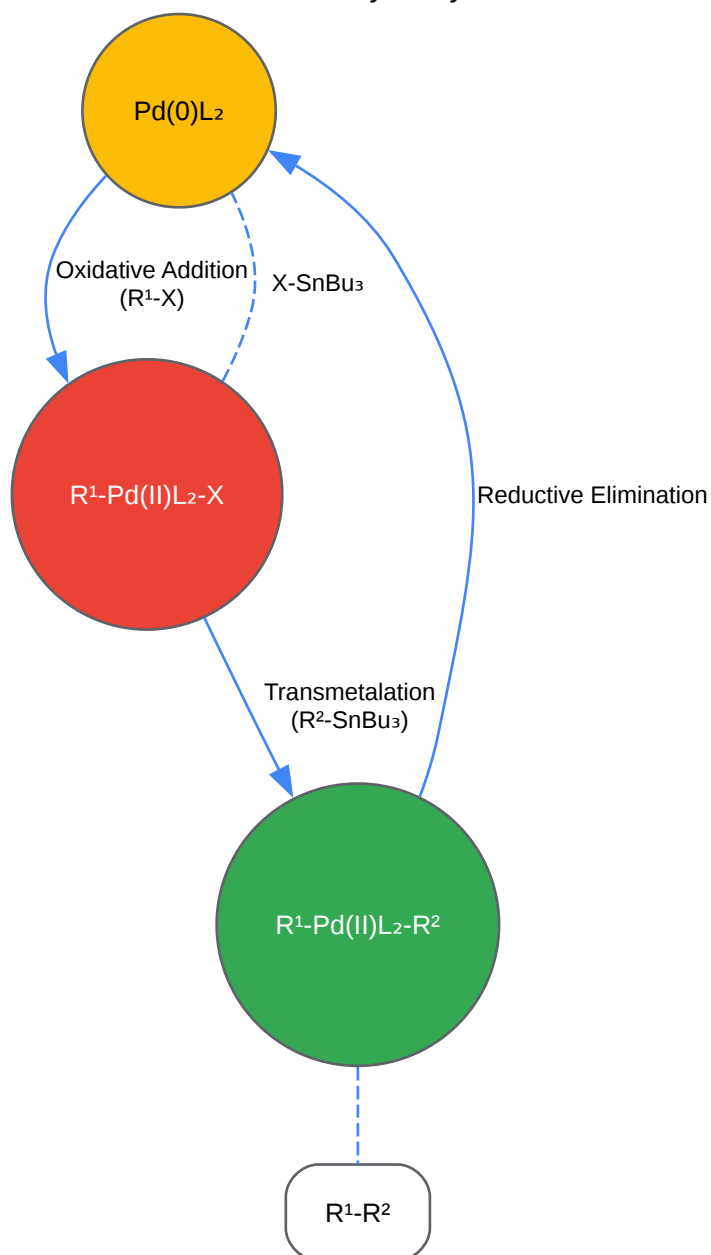 Pd(0)L₂
Oxidative Addition
(R¹-X)
X-SnBu₃
R¹-Pd(II)L₂-X
Reductive Elimination
Transmetalation
(R²-SnBu₃)
R¹-Pd(II)L₂-R²
R¹-R²